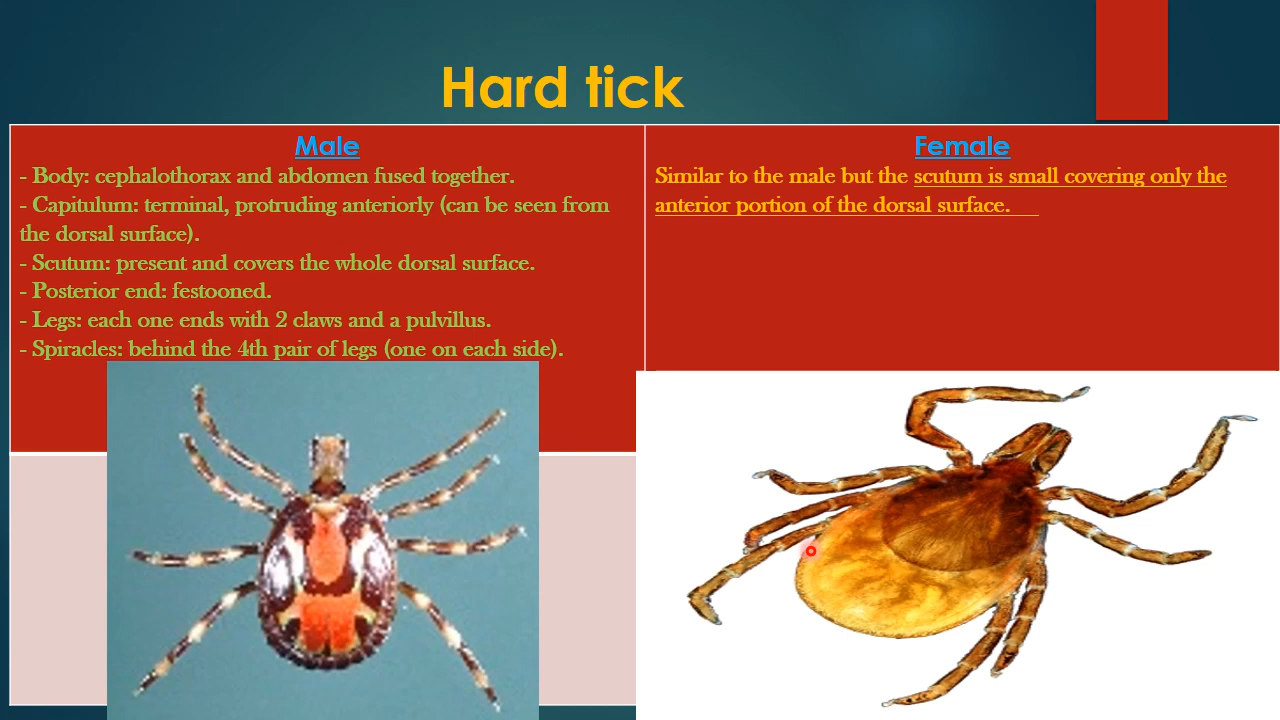 Hard tick
Male
- Body: cephalothorax and abdomen fused together.
- Capitulum: terminal, protruding anteriorly (can be seen from
the dorsal surface).
- Scutum: present and covers the whole dorsal surface.
- Posterior end: festooned.
- Legs: each one ends with 2 claws and a pulvillus.
- Spiracles: behind the 4th pair of legs (one on each side).
Female
Similar to the male but the scutum is small covering only the
anterior portion of the dorsal surface.